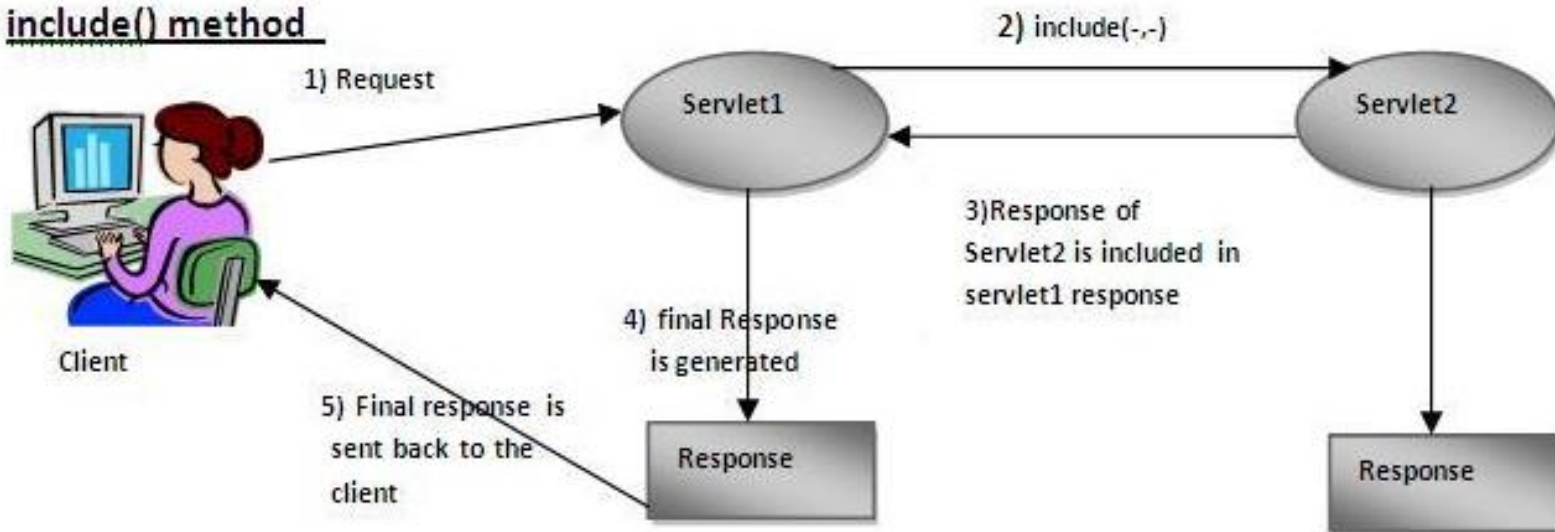 include() method
2) include(-,-)
1) Request
Servlet1
Servlet2
3)Response of
Servlet2 is included in
servlet1 response
4) final Response
is generated
Client
5) Final response is
sent back to the
client
Response
Response